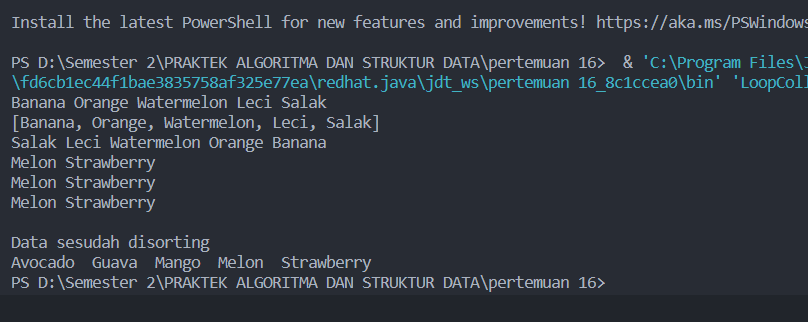 Install the latest PowerShell for new features and improvements! https://aka.ms/PSWindows
PS D:\Semester 2\PRAKTEK ALGORITMA DAN STRUKTUR DATA\pertemuan 16>  & 'C:\Program Files\
\fd6cb1ec44f1bae3835758af325e77ea\redhat.java\jdt_ws\pertemuan 16_8c1ccea0\bin' 'LoopColl
Banana Orange Watermelon Leci Salak
[Banana, Orange, Watermelon, Leci, Salak]
Salak Leci Watermelon Orange Banana
Melon Strawberry
Melon Strawberry
Melon Strawberry
Data sesudah disorting
Avocado  Guava  Mango  Melon  Strawberry
PS D:\Semester 2\PRAKTEK ALGORITMA DAN STRUKTUR DATA\pertemuan 16>